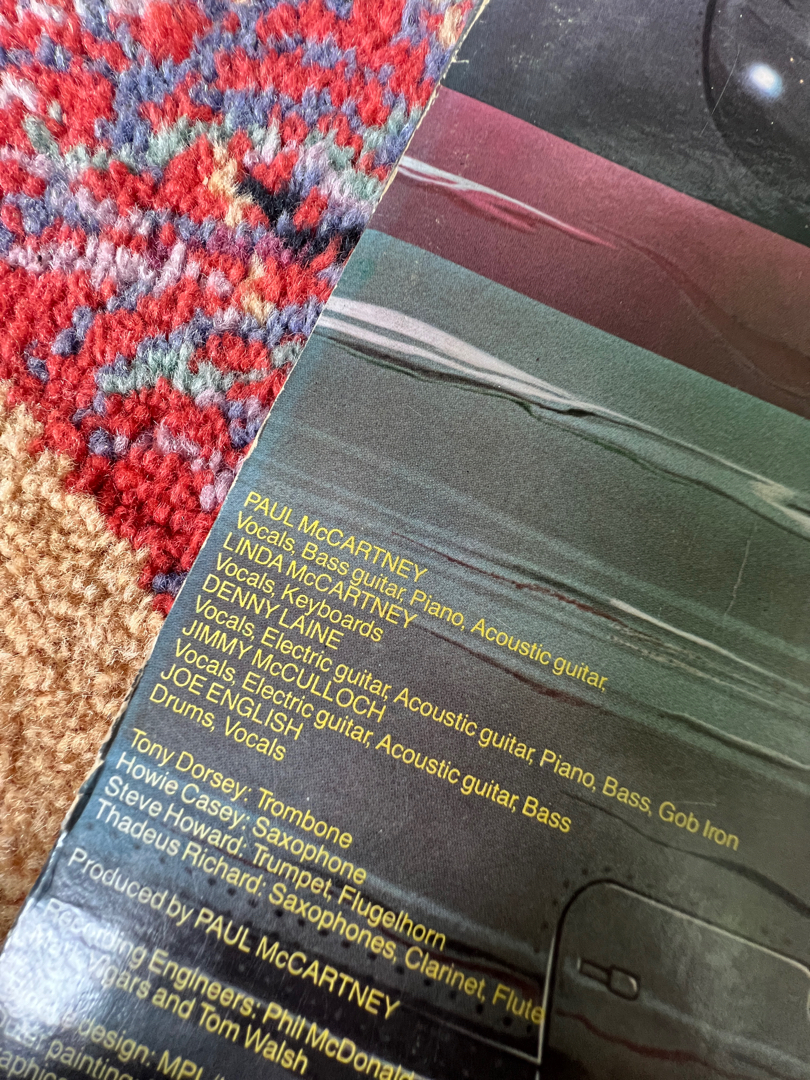 PAUL McCARTNEY
Vocals, Bass guitar, Piano, Acoustic guitar,
LINDA McCARTNEY
Vocals, Keyboards
DENNY LAINE
Vocals, Electric guitar, Acoustic guitar, Piano, Bass, Gob Iron
JIMMY McCULLOCH
Vocals, Electric guitar, Acoustic guitar, Bass
JOE ENGLISH
Drums, Vocals
Tony Dorsey: Trombone
Howie Casey: Saxophone
Steve Howard: Trumpet, Flugelhorn
Thadeus Richard: Saxophones, Clarinet, Flute
Produced by PAUL McCARTNEY
Recording Engineers: Phil McDonald
and Tom Walsh
design: MPL
painting